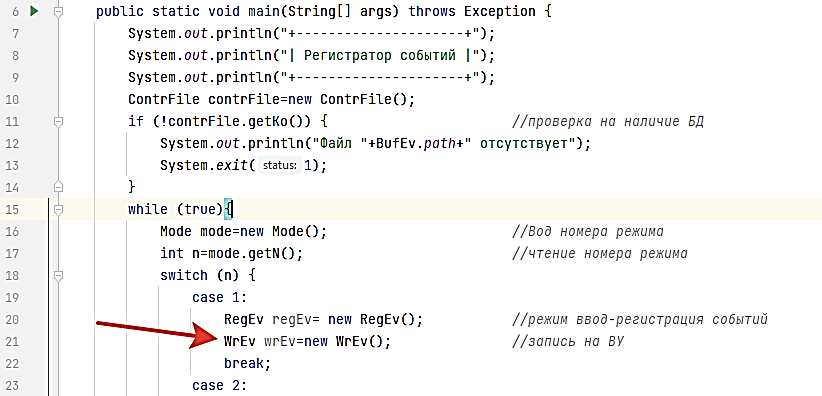 6 public static void main(String[] args) throws Exception {
7 System.out.println("+---------------------+");
8 System.out.println("| Регистратор событий |");
9 System.out.println("+---------------------+");
10 ContrFile contrFile=new ContrFile();
11 if (!contrFile.getKo()) { //проверка на наличие БД
12 System.out.println("Файл "+BufEv.path+" отсутствует");
13 System.exit( status: 1);
14 }
15 while (true){
16 Mode mode=new Mode(); //Вод номера режима
17 int n=mode.getN(); //чтение номера режима
18 switch (n) {
19 case 1:
20 RegEv regEv= new RegEv(); //режим ввод-регистрация событий
21 WrEv wrEv=new WrEv(); //запись на ВУ
22 break;
23 case 2: